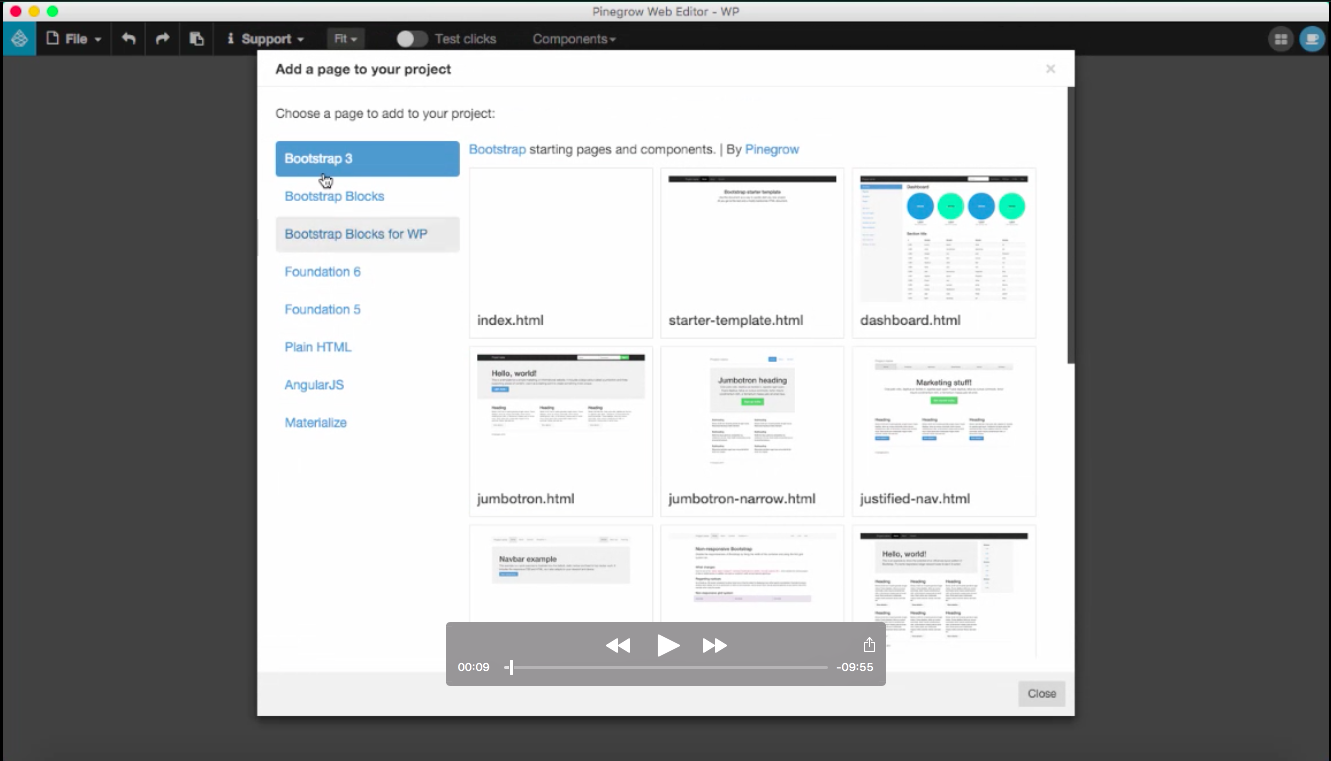 Pinegrow Web Editor - WP
File
Support
Fit
Test clicks
Components
Add a page to your project
×
Choose a page to add to your project:
Bootstrap 3
Bootstrap Blocks
Bootstrap Blocks for WP
Foundation 6
Foundation 5
Plain HTML
AngularJS
Materialize
Bootstrap starting pages and components. | By Pinegrow
Bootstrap starter template
Dashboard
Section title
index.html
starter-template.html
dashboard.html
Hello, world!
Heading Heading Heading
Jumbotron heading
Marketing stuff!
Heading Heading Heading
jumbotron.html
jumbotron-narrow.html
justified-nav.html
Navbar example
Non-responsive Bootstrap
Hello, world!
Heading Heading Heading
Heading Heading Heading
00:09
-09:55
Close